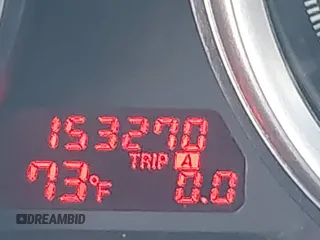 153270
TRIP A
73°F 0.0
DREAMBID